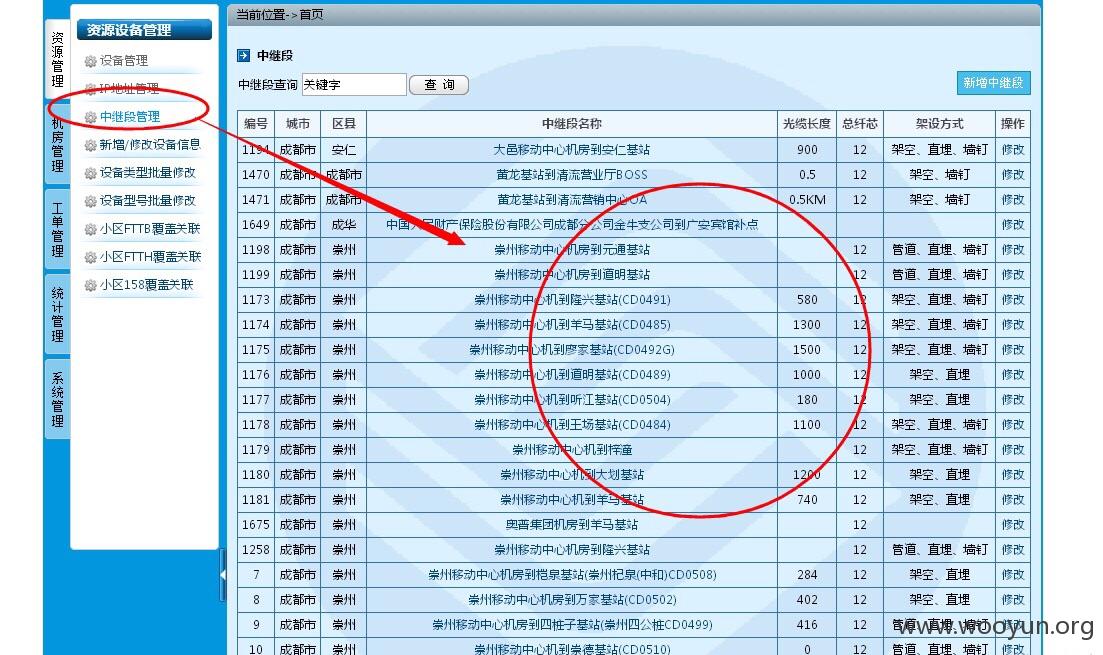 当前位置->首页
资源管理
机房管理
工单管理
统计管理
系统管理
资源设备管理
设备管理
IP地址管理
中继段管理
新增/修改设备信息
设备类型批量修改
设备型号批量修改
小区FTTB覆盖关联
小区FTTH覆盖关联
小区158覆盖关联
中继段
中继段查询 关键字 查 询 新增中继段
编号 城市 区县 中继段名称 光缆长度 总纤芯 架设方式 操作
1194 成都市 安仁 大邑移动中心机房到安仁基站 900 12 架空、直埋、墙钉 修改
1470 成都市 成都市 黄龙基站到清流营业厅BOSS 0.5 12 架空、墙钉 修改
1471 成都市 成都市 黄龙基站到清流营销中心OA 0.5KM 12 架空、墙钉 修改
1649 成都市 成华 中国人民财产保险股份有限公司成都分公司金牛支公司到广安宾馆补点 修改
1198 成都市 崇州 崇州移动中心机房到元通基站 12 管道、直埋、墙钉 修改
1199 成都市 崇州 崇州移动中心机房到道明基站 12 管道、直埋、墙钉 修改
1173 成都市 崇州 崇州移动中心机到隆兴基站(CD0491) 580 12 架空、直埋、墙钉 修改
1174 成都市 崇州 崇州移动中心机到羊马基站(CD0485) 1300 12 架空、直埋、墙钉 修改
1175 成都市 崇州 崇州移动中心机到廖家基站(CD0492G) 1500 12 架空、直埋、墙钉 修改
1176 成都市 崇州 崇州移动中心机到道明基站(CD0489) 1000 12 架空、直埋 修改
1177 成都市 崇州 崇州移动中心机到听江基站(CD0504) 180 12 架空、直埋 修改
1178 成都市 崇州 崇州移动中心机到王场基站(CD0484) 1100 12 架空、直埋、墙钉 修改
1179 成都市 崇州 崇州移动中心机到梓潼 12 架空、直埋、墙钉 修改
1180 成都市 崇州 崇州移动中心机到大划基站 1200 12 架空、直埋 修改
1181 成都市 崇州 崇州移动中心机到羊马基站 740 12 架空、直埋 修改
1675 成都市 崇州 奥普集团机房到羊马基站 12 修改
1258 成都市 崇州 崇州移动中心机房到隆兴基站 12 管道、直埋、墙钉 修改
7 成都市 崇州 崇州移动中心机房到桤泉基站(崇州杞泉(中和)CD0508) 284 12 架空、直埋 修改
8 成都市 崇州 崇州移动中心机房到万家基站(CD0502) 402 12 架空、直埋 修改
9 成都市 崇州 崇州移动中心机房到四桩子基站(崇州四公桩CD0499) 416 12 管道、直埋、墙钉 修改
10 成都市 崇州 崇州移动中心机房到崇德基站(CD0510) 0 12 管道、直埋、墙钉 修改
www.wooyun.org